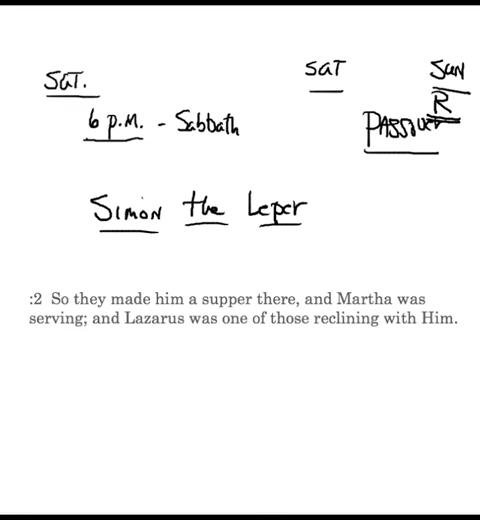 SAT. SAT SUN
R
6 P.M. - Sabbath
Simon the Leper
:2 So they made him a supper there, and Martha was
serving; and Lazarus was one of those reclining with Him.